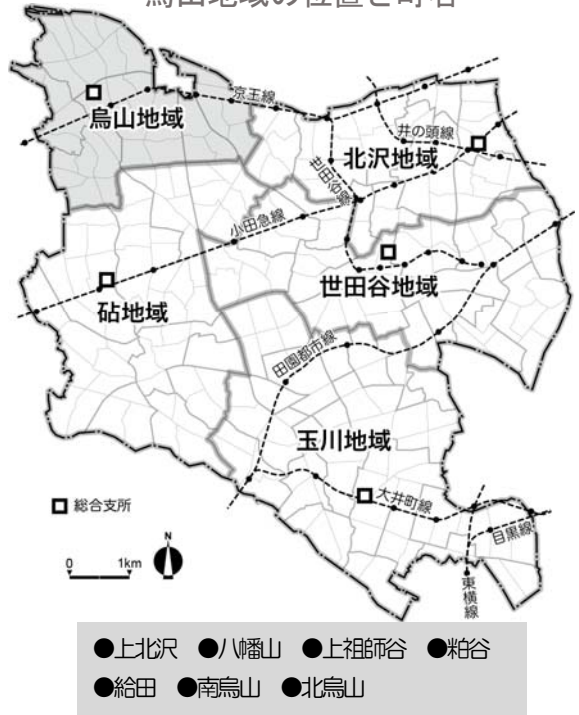 烏山地域の位置と町名
京王線
烏山地域
井の頭線
北沢地域
世田谷線
小田急線
世田谷地域
砧地域
田園都市線
玉川地域
総合支所
大井町線
目黒線
東横線
N
0 1km
●上北沢 ●八幡山 ●上祖師谷 ●粕谷
●給田 ●南烏山 ●北烏山